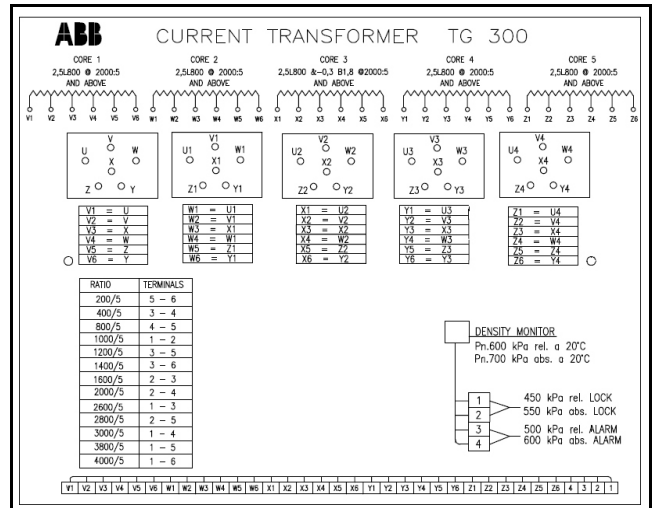 ABB CURRENT TRANSFORMER TG 300
CORE 1 CORE 2 CORE 3 CORE 4 CORE 5
2,5L800 @ 2000:5 2,5L800 @ 2000:5 2,5L800 &-0,3 B1,8 @2000:5 2,5L800 @ 2000:5 2,5L800 @ 2000:5
AND ABOVE AND ABOVE AND ABOVE AND ABOVE
V1 V2 V3 V4 V5 V6 W1 W2 W3 W4 W5 W6 X1 X2 X3 X4 X5 X6 Y1 Y2 Y3 Y4 Y5 Y6 Z1 Z2 Z3 Z4 Z5 Z6
V V1 V2 V3 V4
U W U1 W1 U2 W2 U3 W3 U4 W4
X X1 X2 X3 X4
Z Y Z1 Y1 Z2 Y2 Z3 Y3 Z4 Y4
V1 = U W1 = U1 X1 = U2 Y1 = U3 Z1 = U4
V2 = V W2 = V1 X2 = V2 Y2 = V3 Z2 = V4
V3 = X W3 = X1 X3 = X2 Y3 = X3 Z3 = X4
V4 = W W4 = W1 X4 = W2 Y4 = W3 Z4 = W4
V5 = Z W5 = Z1 X5 = Z2 Y5 = Z3 Z5 = Z4
V6 = Y W6 = Y1 X6 = Y2 Y6 = Y3 Z6 = Y4
RATIO TERMINALS
200/5 5 - 6
400/5 3 - 4
800/5 4 - 5
1000/5 1 - 2
1200/5 3 - 5
1400/5 3 - 6
1600/5 2 - 3
2000/5 2 - 4
2600/5 1 - 3
2800/5 2 - 5
3000/5 1 - 4
3800/5 1 - 5
4000/5 1 - 6
DENSITY MONITOR
Pn.600 kPa rel. a 20°C
Pn.700 kPa abs. a 20°C
1 450 kPa rel. LOCK
2 550 kPa abs. LOCK
3 500 kPa rel. ALARM
4 600 kPa abs. ALARM
V1 V2 V3 V4 V5 V6 W1 W2 W3 W4 W5 W6 X1 X2 X3 X4 X5 X6 Y1 Y2 Y3 Y4 Y5 Y6 Z1 Z2 Z3 Z4 Z5 Z6 4 3 2 1